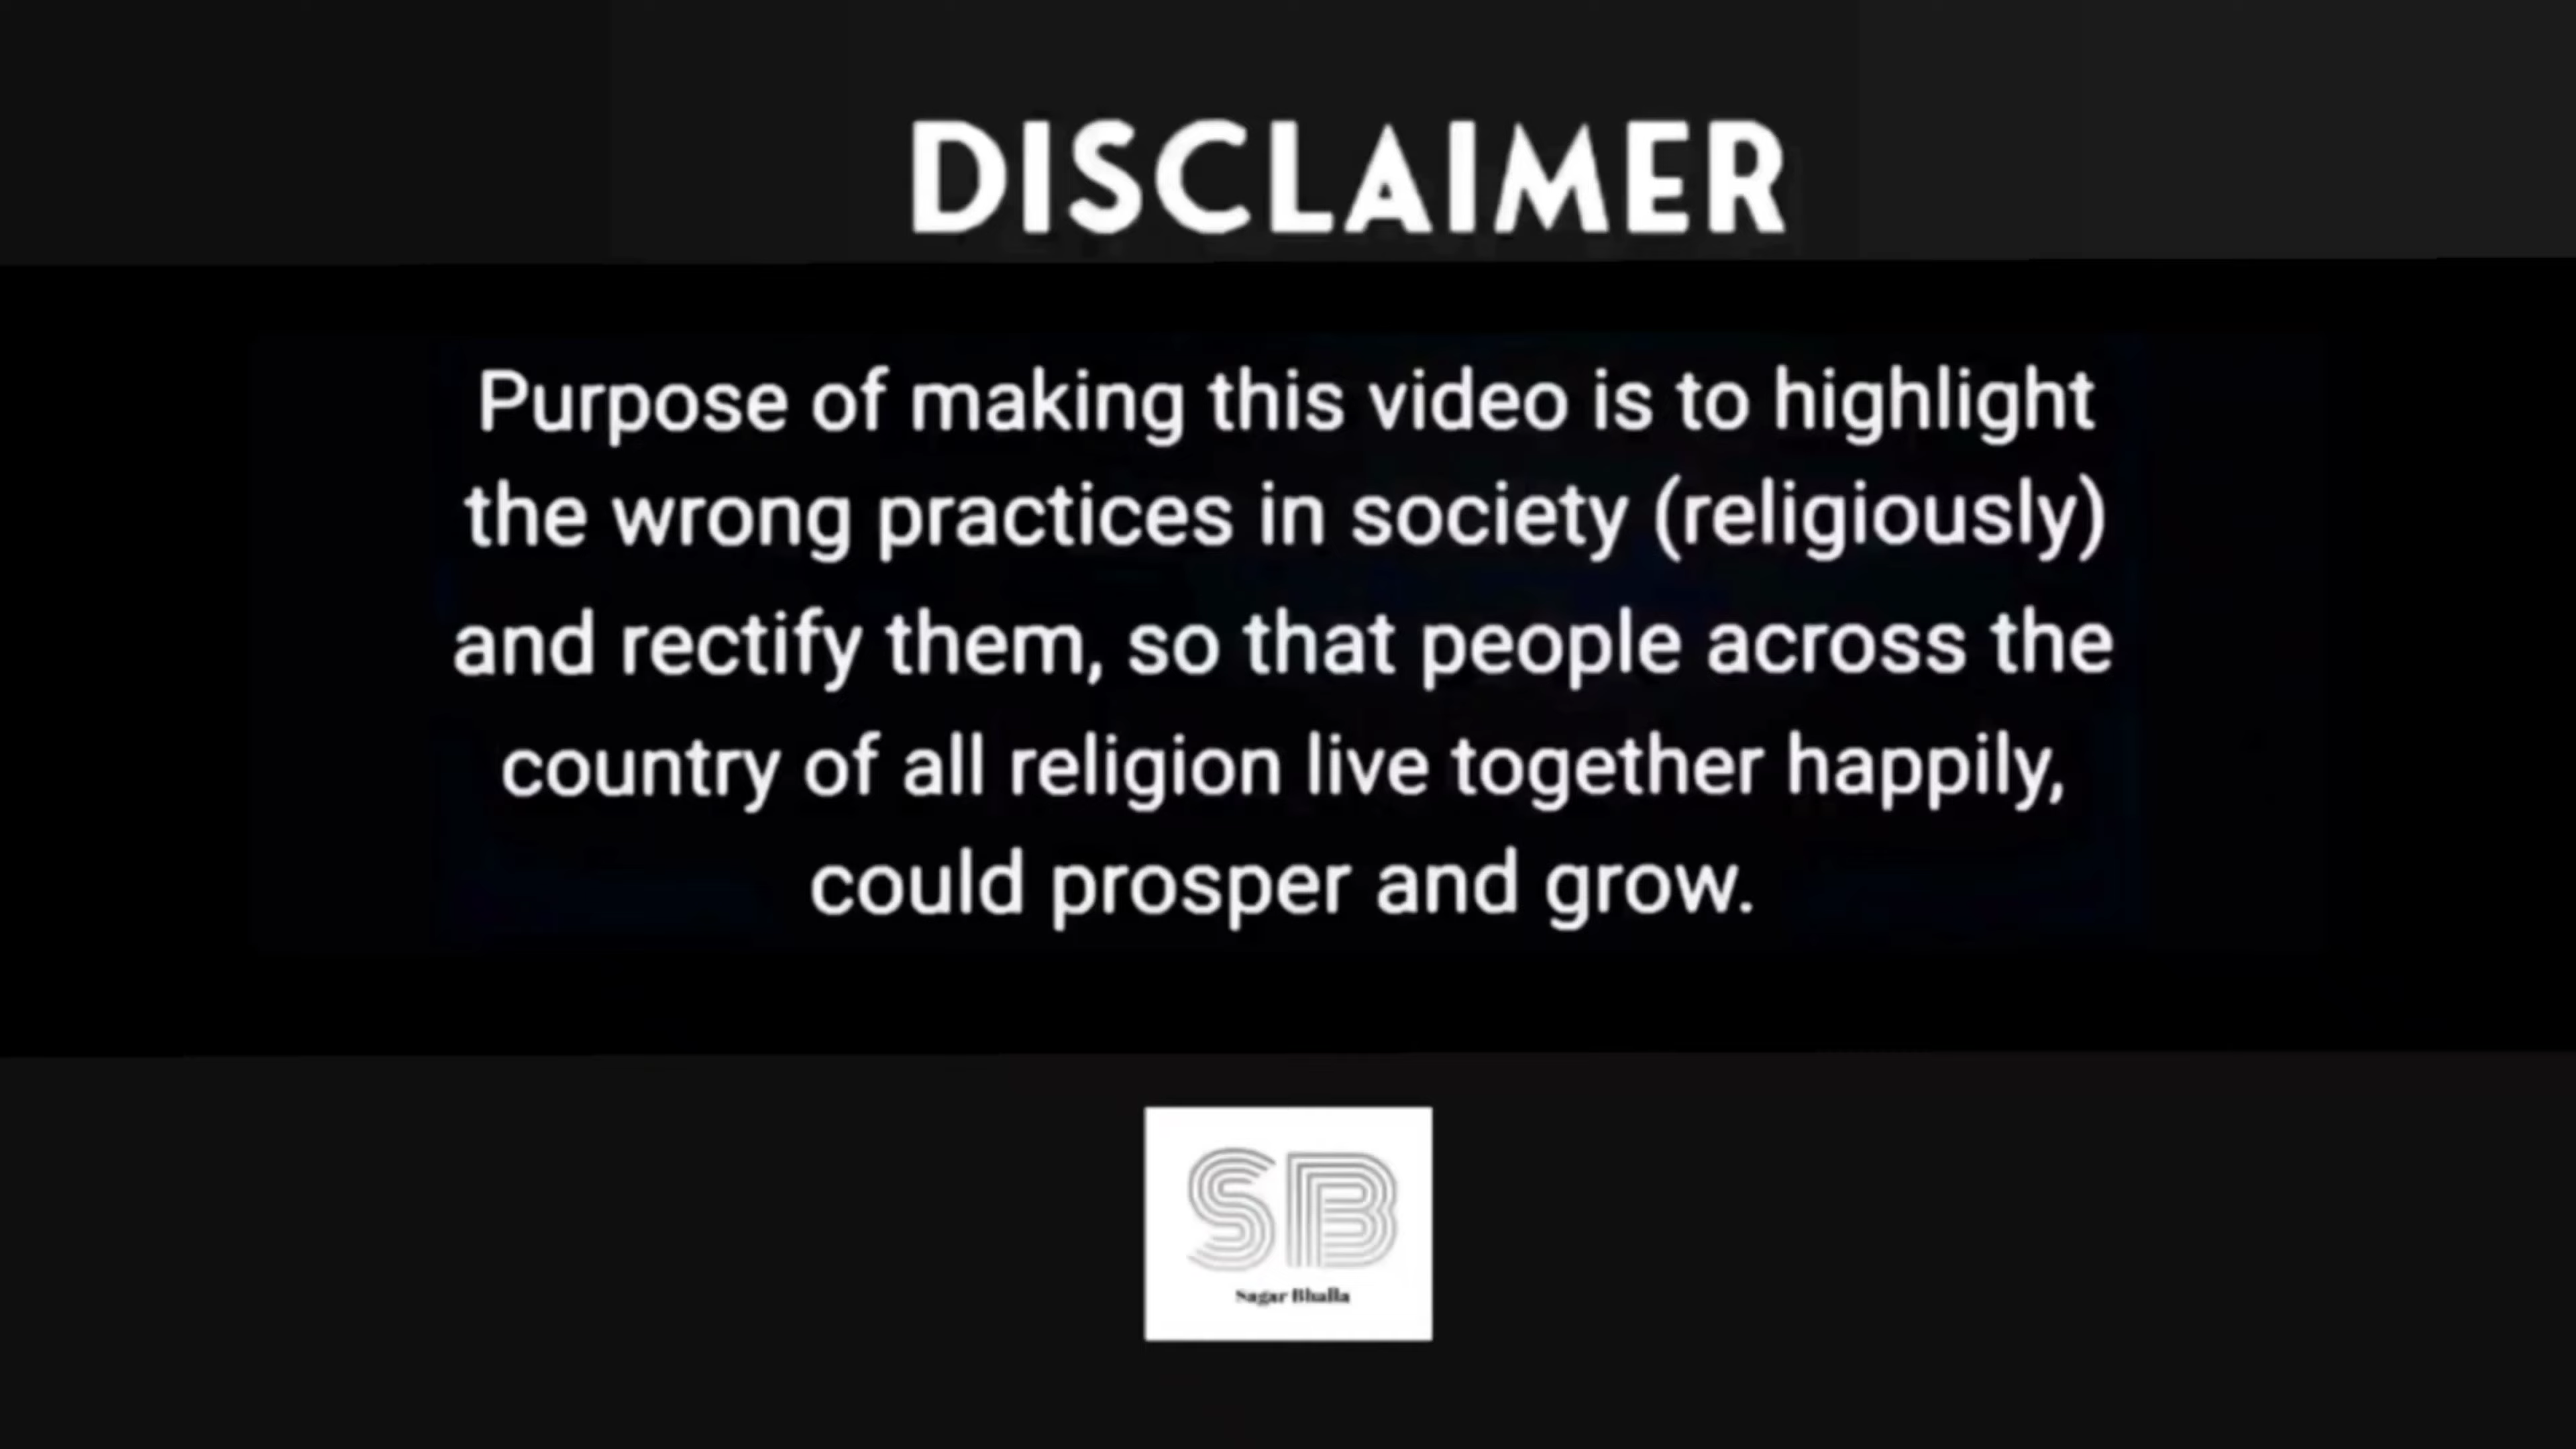 DISCLAIMER
Purpose of making this video is to highlight
the wrong practices in society (religiously)
and rectify them, so that people across the
country of all religion live together happily,
could prosper and grow.
SB
Sagar Bhalla